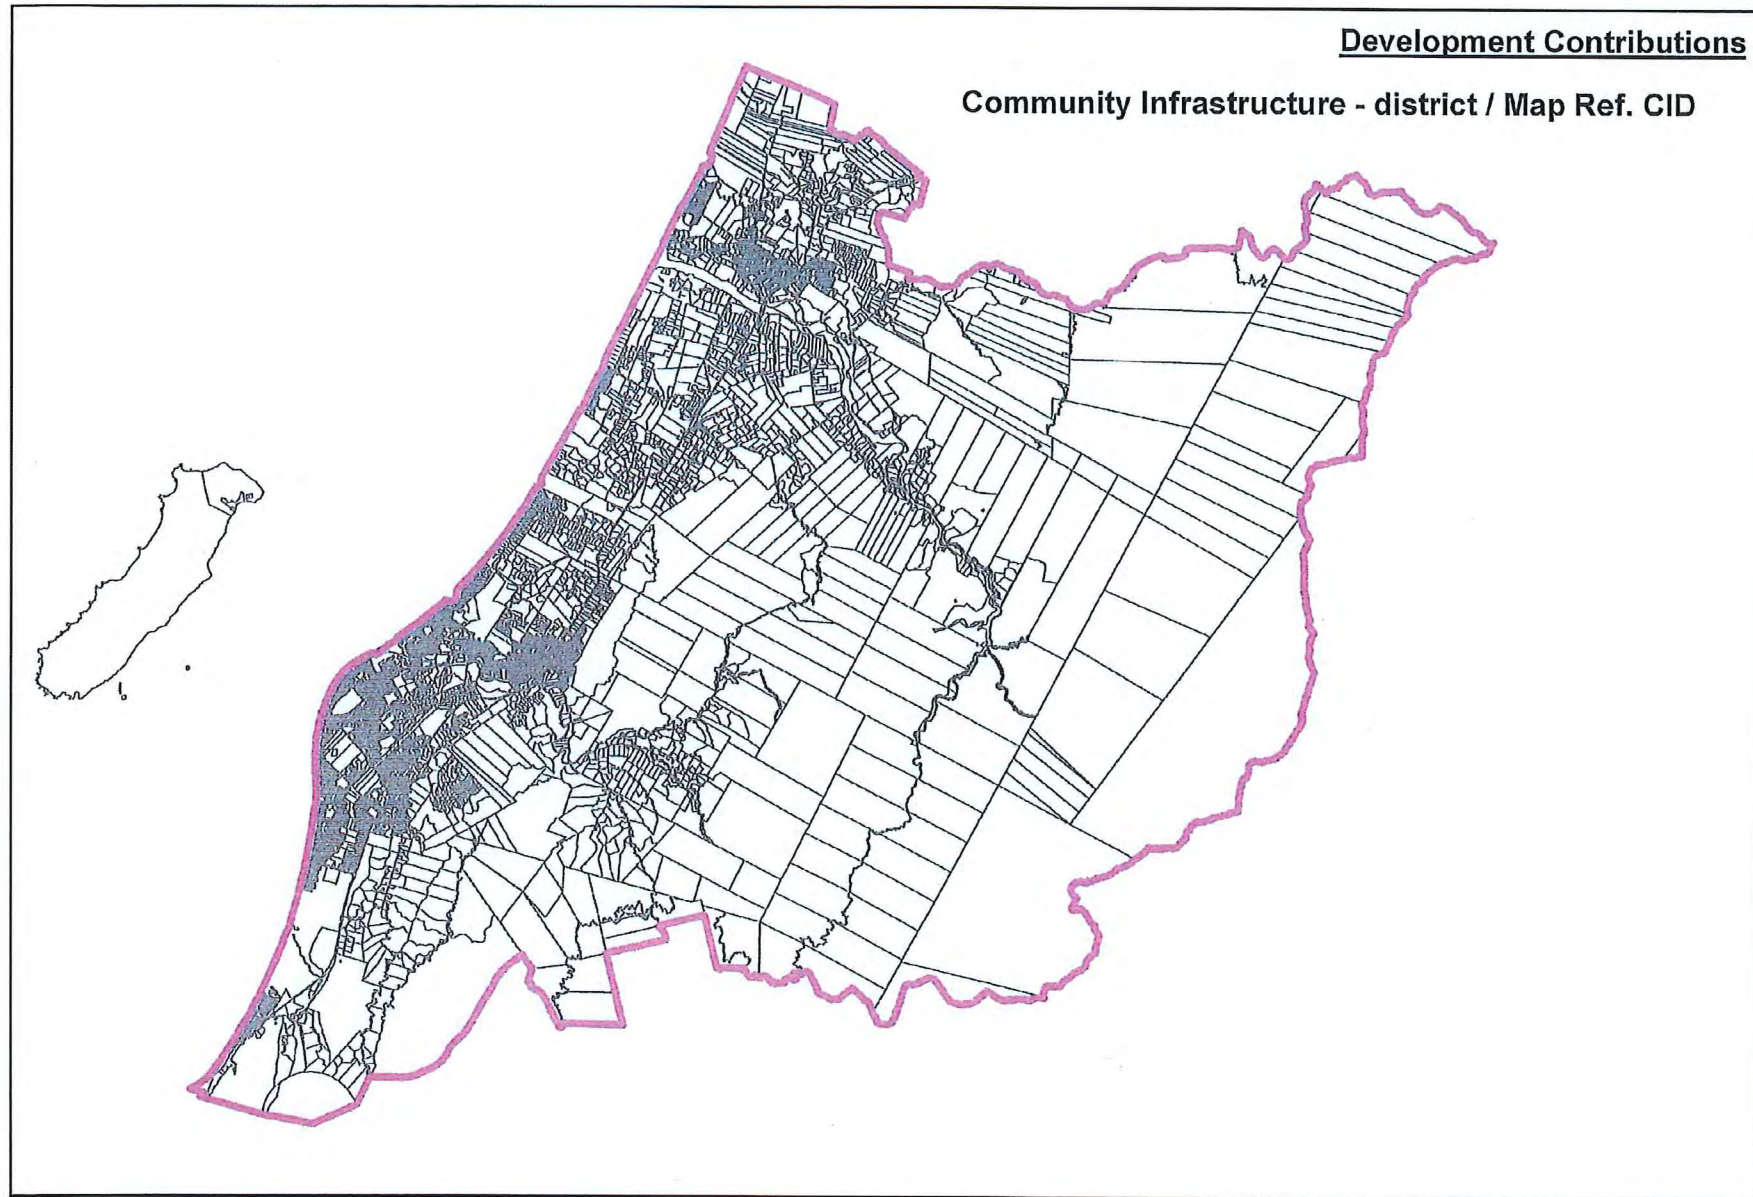 Development Contributions
Community Infrastructure - district / Map Ref. CID